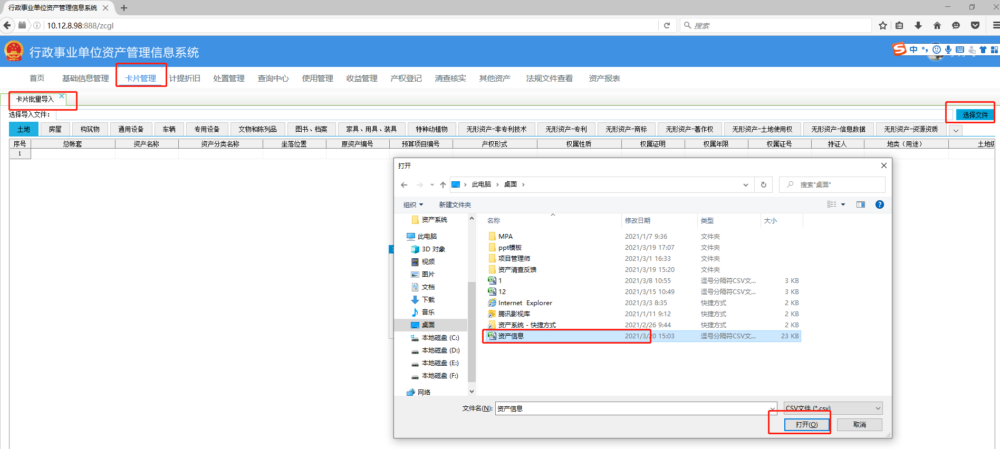 行政事业单位资产管理信息系统
10.12.8.98:888/zcgl
搜索
行政事业单位资产管理信息系统
中
首页 基础信息管理 卡片管理 计提折旧 处置管理 查询中心 使用管理 收益管理 产权登记 清查核实 其他资产 法规文件查看 资产报表
卡片批量导入
选择导入文件: 选择文件
土地 房屋 构筑物 通用设备 车辆 专用设备 文物和陈列品 图书、档案 家具、用具、装具 特种动植物 无形资产-非专利技术 无形资产-专利 无形资产-商标 无形资产-著作权 无形资产-土地使用权 无形资产-信息数据 无形资产-资源资质
序号 总帐套 资产名称 资产分类名称 坐落位置 原资产编号 预算项目编号 产权形式 权属性质 权属证明 权属年限 权属证号 持证人 地类（用途） 土地级
1
打开
此电脑 桌面
搜索"桌面"
组织 新建文件夹
名称 修改日期 类型 大小
资产系统
此电脑
3D 对象
视频
图片
文档
下载
音乐
桌面
本地磁盘 (C:)
本地磁盘 (D:)
本地磁盘 (E:)
本地磁盘 (F:)
网络
MPA 2021/1/7 9:36 文件夹
ppt模板 2021/3/19 17:07 文件夹
项目管理师 2021/3/1 16:33 文件夹
资产清查反馈 2021/3/19 15:20 文件夹
1 2021/3/8 10:55 逗号分隔符CSV文... 3 KB
12 2021/3/15 10:49 逗号分隔符CSV文... 3 KB
Internet Explorer 2021/3/3 8:35 快捷方式 2 KB
腾讯影视库 2021/1/11 9:12 快捷方式 2 KB
资产系统 - 快捷方式 2021/2/26 9:44 快捷方式 2 KB
资产信息 2021/3/20 15:03 逗号分隔符CSV文... 23 KB
文件名(N): 资产信息 CSV文件 (*.csv)
打开(O) 取消